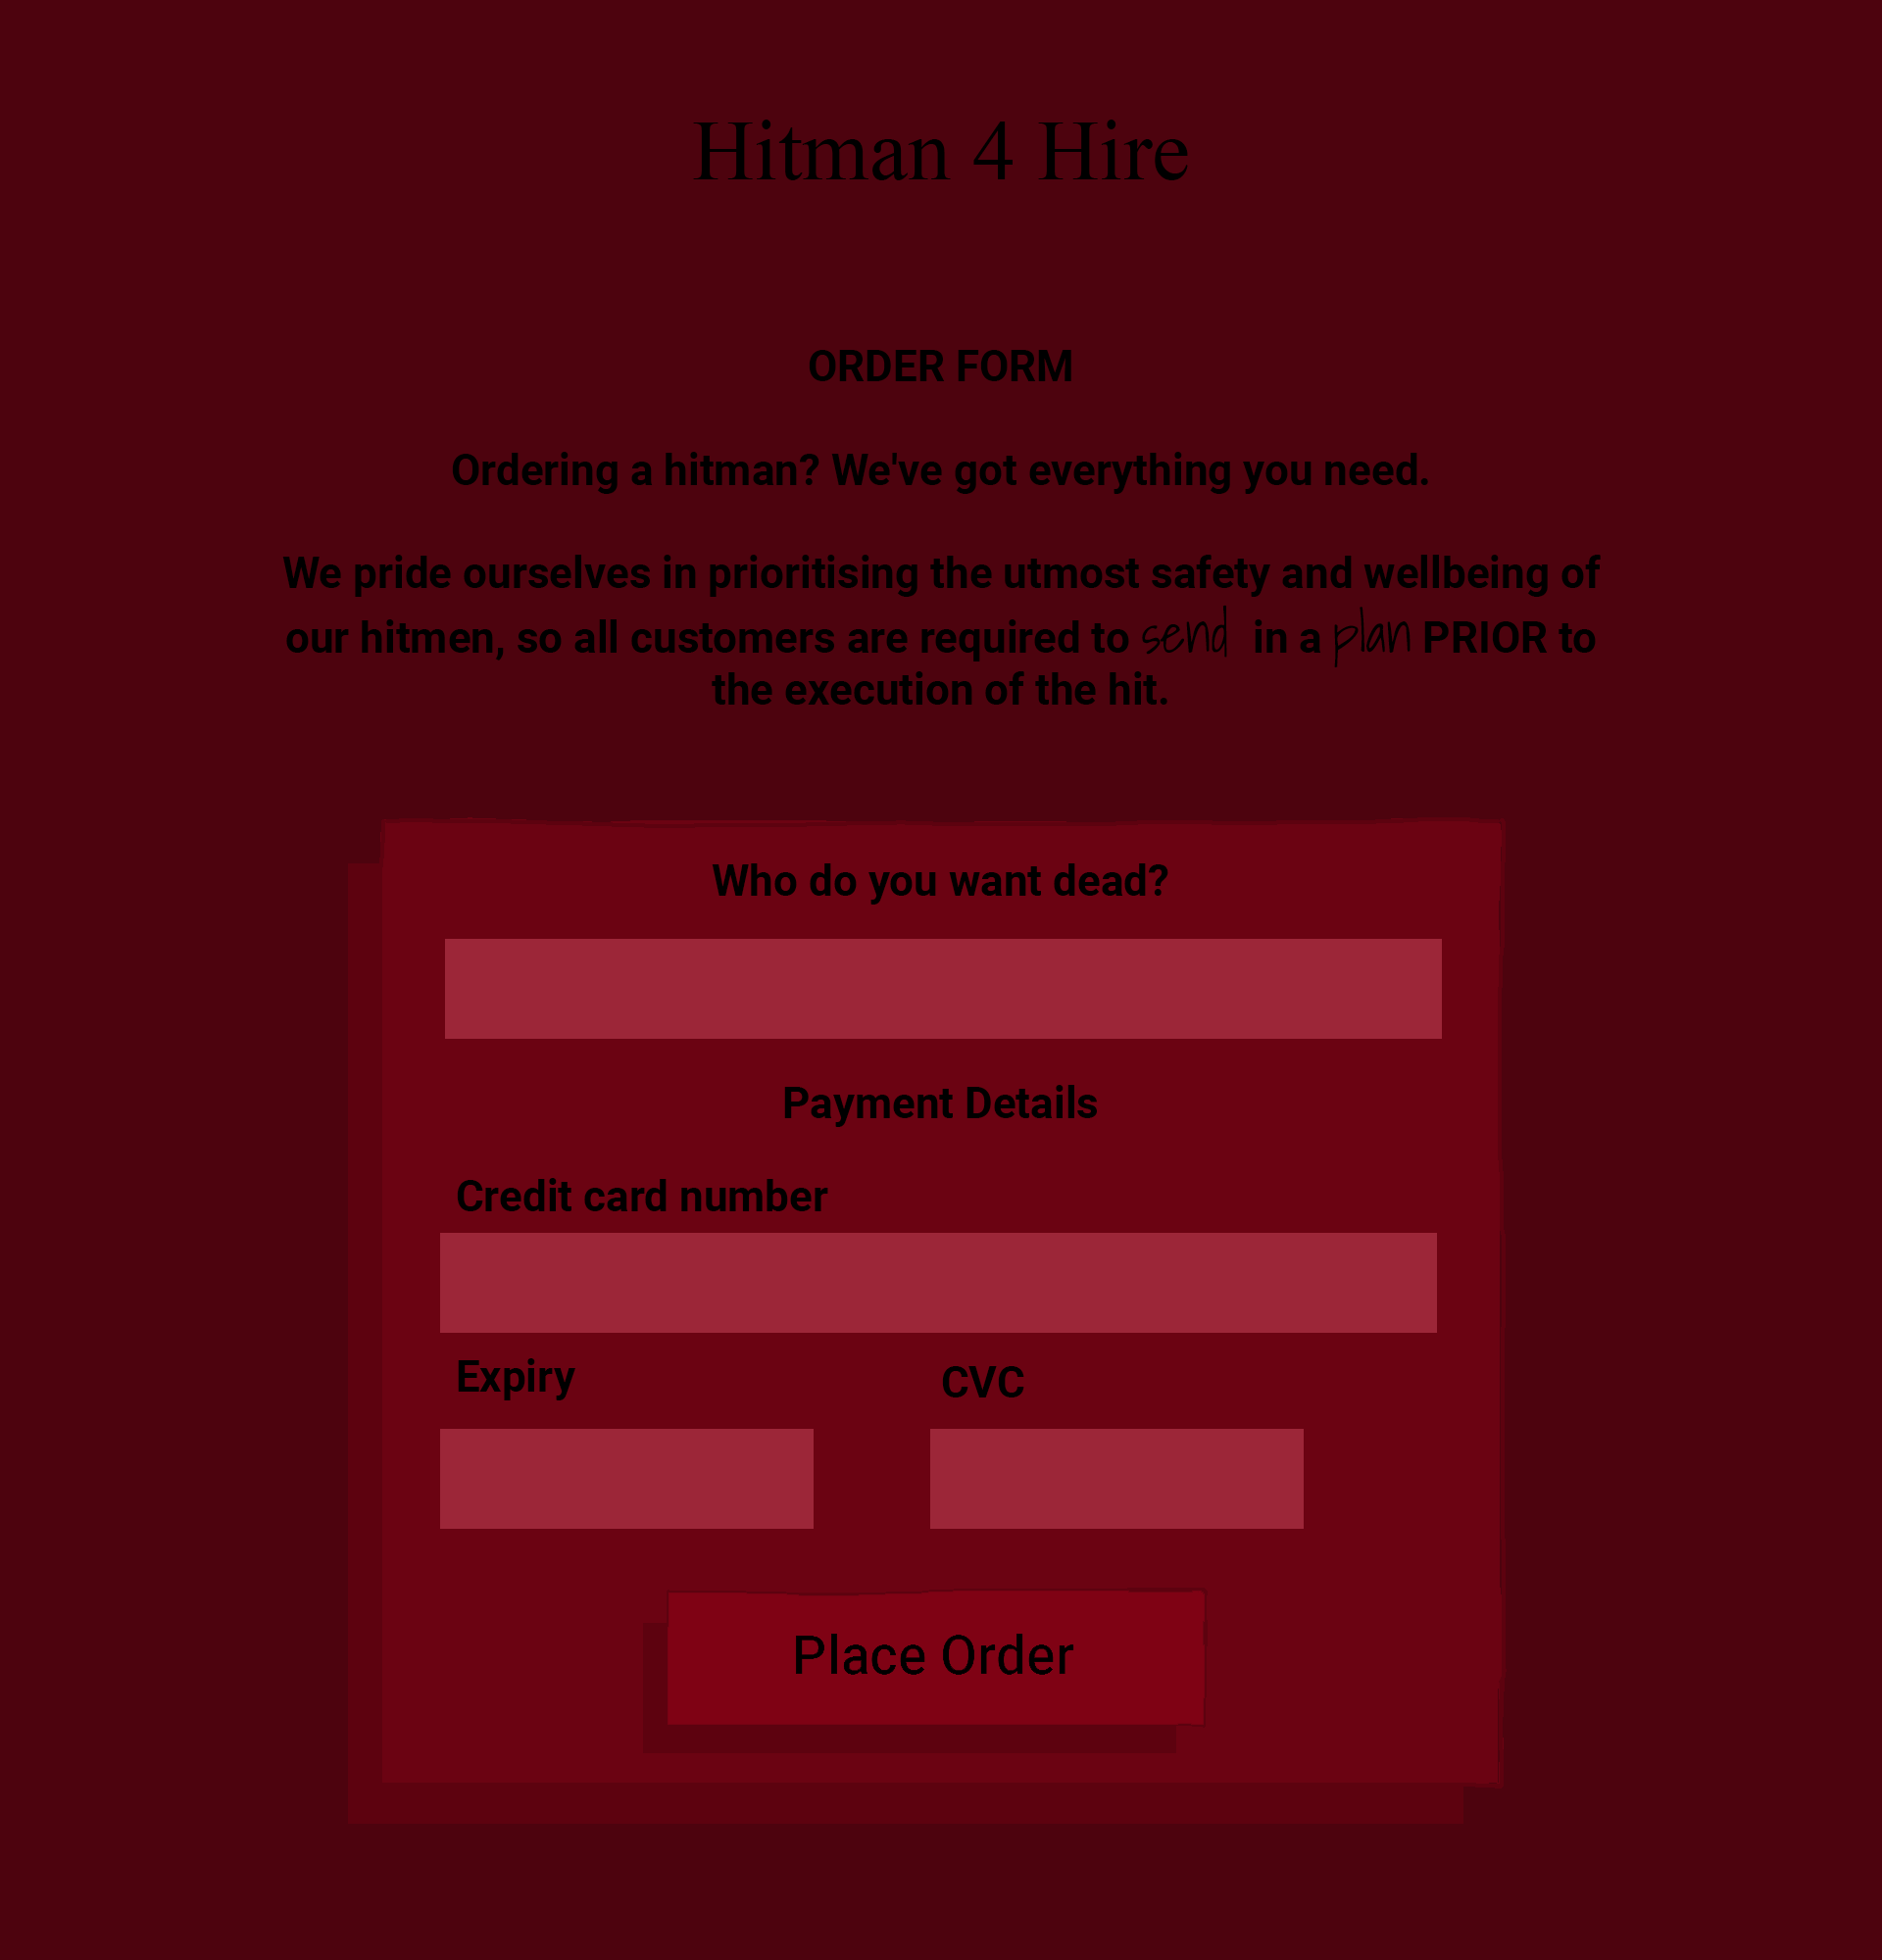 Hitman 4 Hire
ORDER FORM
Ordering a hitman? We've got everything you need.
We pride ourselves in prioritising the utmost safety and wellbeing of
our hitmen, so all customers are required to send in a plan PRIOR to
the execution of the hit.
Who do you want dead?
Payment Details
Credit card number
Expiry
CVC
Place Order